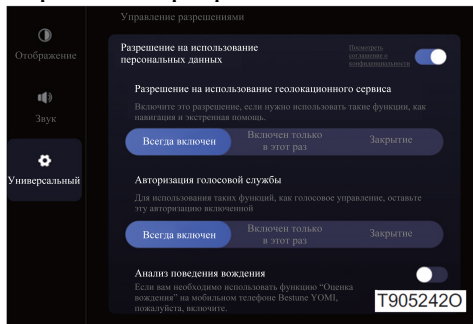 Управление разрешениями
Отображение
Звук
Универсальный
Разрешение на использование
персональных данных
Посмотреть
соглашение о
конфиденциальности
Разрешение на использование геолокационного сервиса
Включите это разрешение, если нужно использовать такие функции, как
навигация и экстренная помощь.
Всегда включен
Включен только
в этот раз
Закрытие
Авторизация голосовой службы
Для использования таких функций, как голосовое управление, оставьте
эту авторизацию включенной
Всегда включен
Включен только
в этот раз
Закрытие
Анализ поведения вождения
Если вам необходимо использовать функцию “Оценка
вождения” на мобильном телефоне Bestune YOMI,
пожалуйста, включите.
T905242O